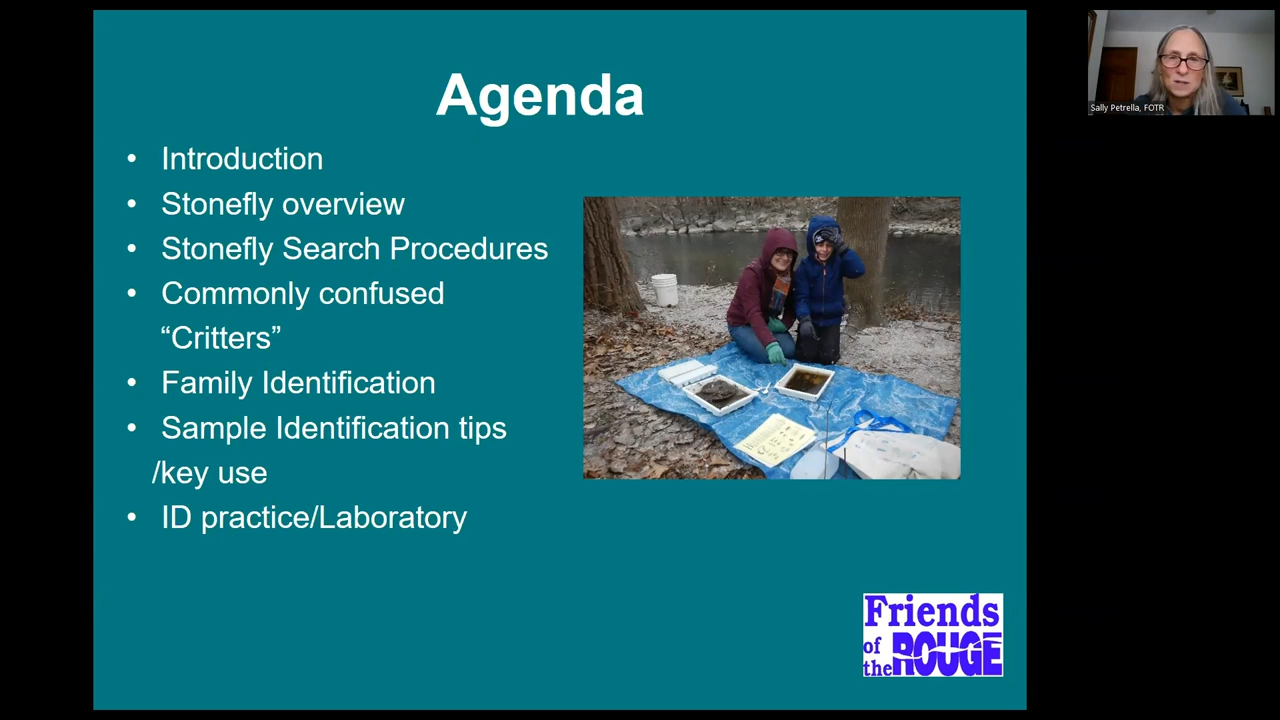 Agenda
• Introduction
• Stonefly overview
• Stonefly Search Procedures
• Commonly confused
“Critters”
• Family Identification
• Sample Identification tips
/key use
• ID practice/Laboratory
Friends
of
the ROUGE
Sally Petrella, FOTR